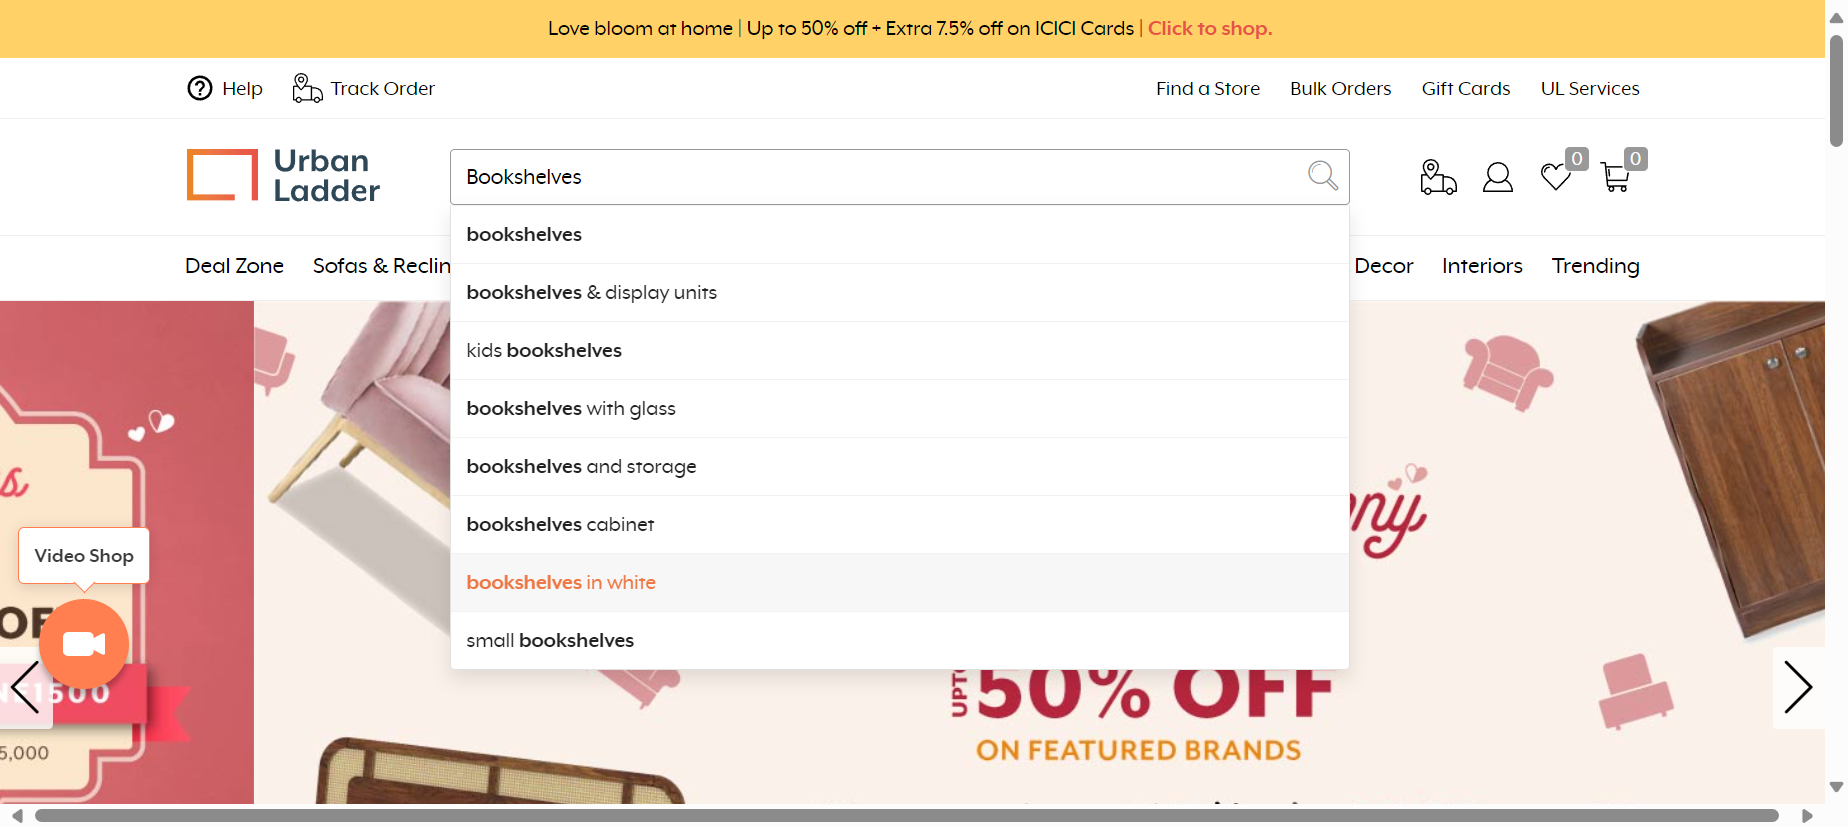 Love bloom at home | Up to 50% off + Extra 7.5% off on ICICI Cards | Click to shop.
Help
Track Order
Find a Store
Bulk Orders
Gift Cards
UL Services
Urban
Ladder
Bookshelves
0
0
Deal Zone
Sofas & Reclin
Decor
Interiors
Trending
bookshelves
bookshelves & display units
kids bookshelves
bookshelves with glass
bookshelves and storage
bookshelves cabinet
bookshelves in white
small bookshelves
Video Shop
1500
5,000
UPTO
50% OFF
ON FEATURED BRANDS